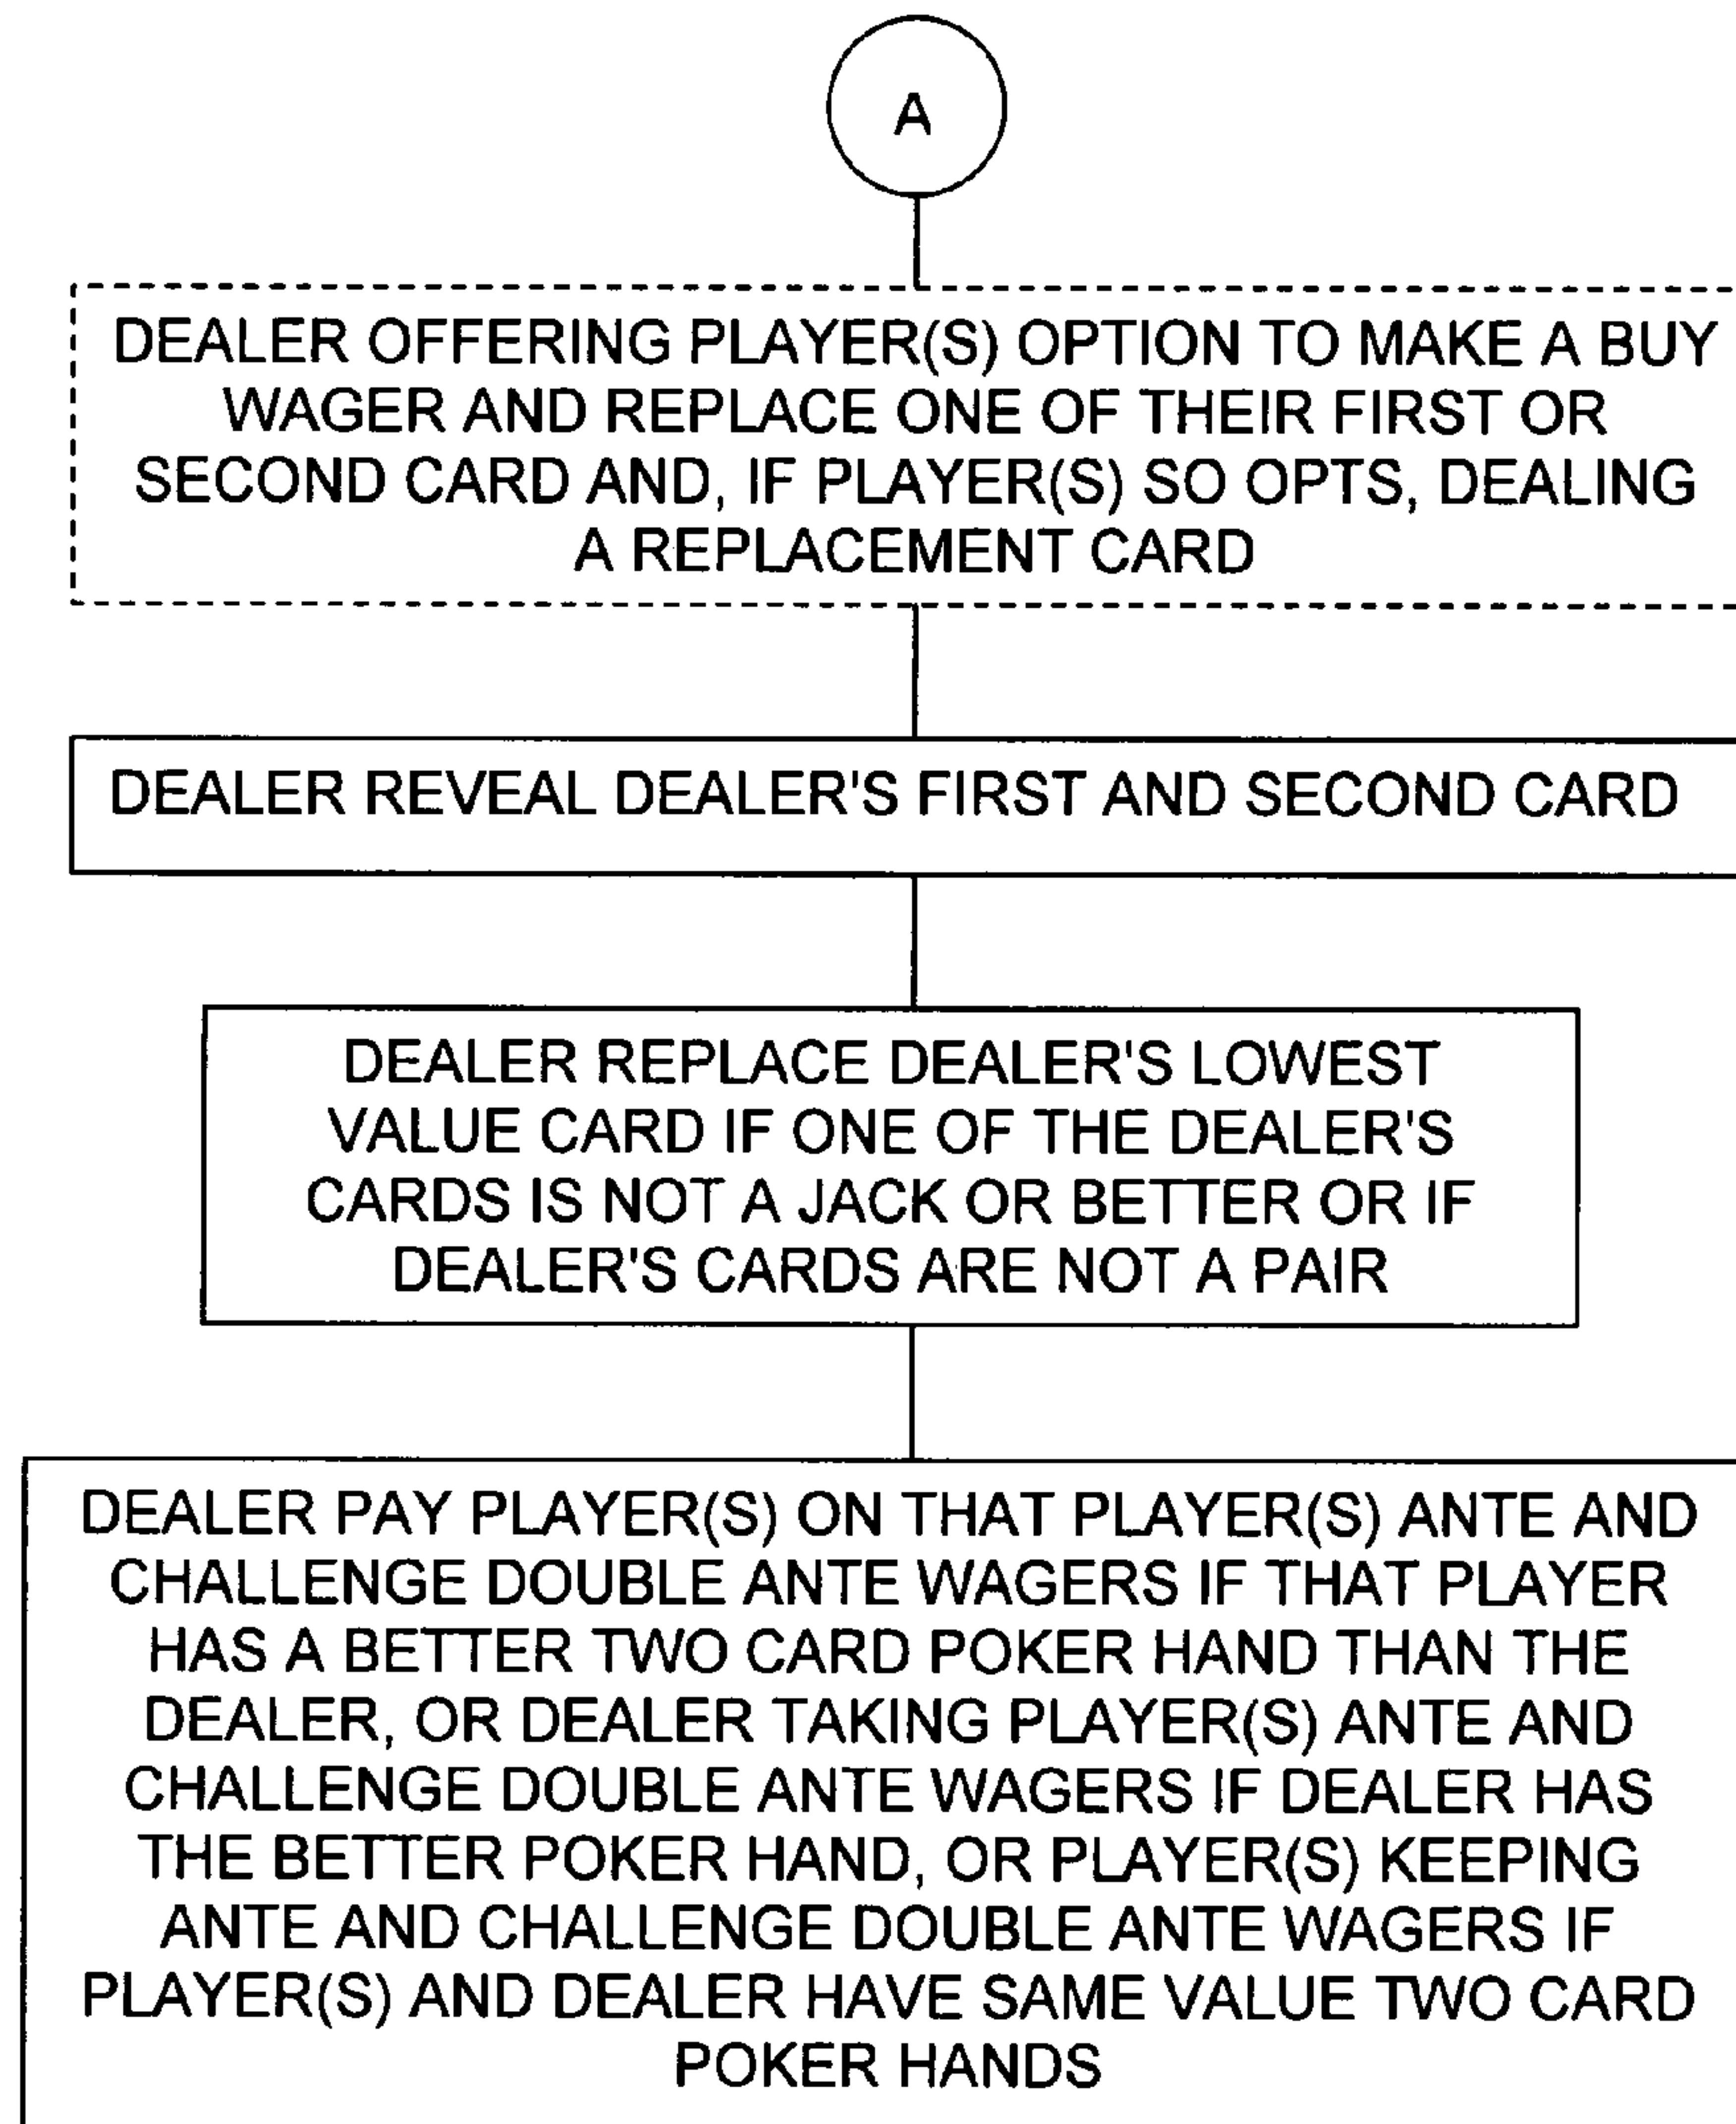 A
DEALER OFFERING PLAYER(S) OPTION TO MAKE A BUY
WAGER AND REPLACE ONE OF THEIR FIRST OR
SECOND CARD AND, IF PLAYER(S) SO OPTS, DEALING
A REPLACEMENT CARD
DEALER REVEAL DEALER'S FIRST AND SECOND CARD
DEALER REPLACE DEALER'S LOWEST
VALUE CARD IF ONE OF THE DEALER'S
CARDS IS NOT A JACK OR BETTER OR IF
DEALER'S CARDS ARE NOT A PAIR
DEALER PAY PLAYER(S) ON THAT PLAYER(S) ANTE AND
CHALLENGE DOUBLE ANTE WAGERS IF THAT PLAYER
HAS A BETTER TWO CARD POKER HAND THAN THE
DEALER, OR DEALER TAKING PLAYER(S) ANTE AND
CHALLENGE DOUBLE ANTE WAGERS IF DEALER HAS
THE BETTER POKER HAND, OR PLAYER(S) KEEPING
ANTE AND CHALLENGE DOUBLE ANTE WAGERS IF
PLAYER(S) AND DEALER HAVE SAME VALUE TWO CARD
POKER HANDS